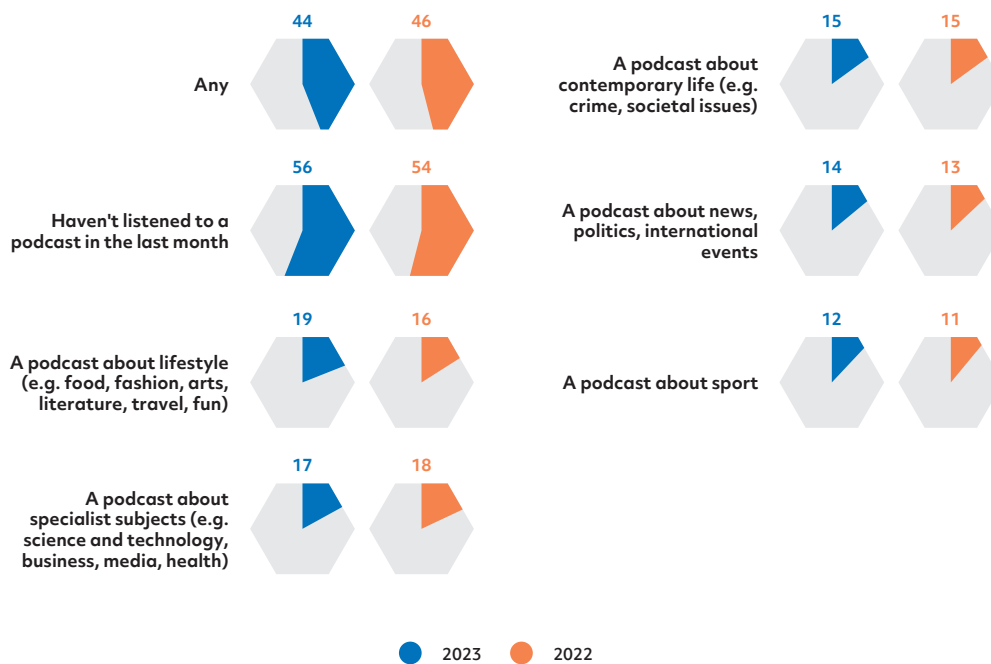 44
46
Any
56
54
Haven't listened to a
podcast in the last month
19
16
A podcast about lifestyle
(e.g. food, fashion, arts,
literature, travel, fun)
17
18
A podcast about
specialist subjects (e.g.
science and technology,
business, media, health)
15
15
A podcast about
contemporary life (e.g.
crime, societal issues)
14
13
A podcast about news,
politics, international
events
12
11
A podcast about sport
2023
2022